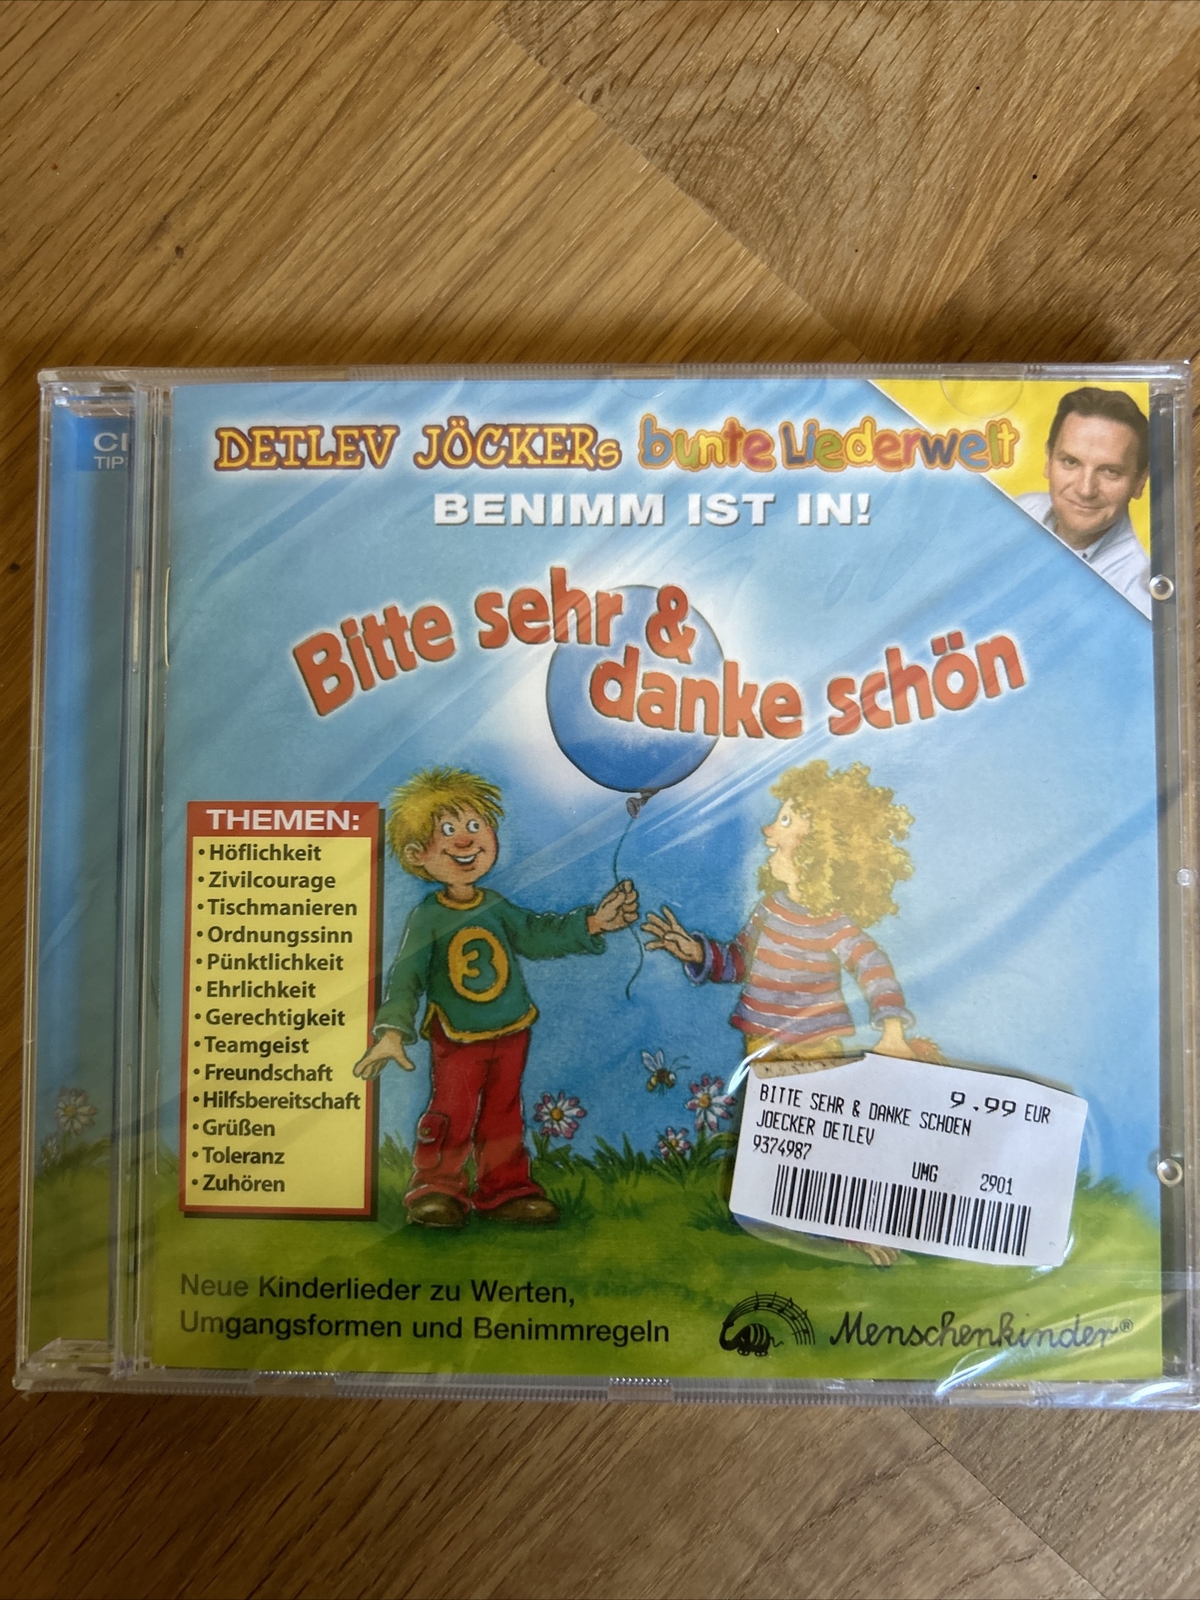 CD
TIPP
DETLEV JÖCKERs bunte Liederwelt
BENIMM IST IN!
Bitte sehr &
danke schön
THEMEN:
• Höflichkeit
• Zivilcourage
• Tischmanieren
• Ordnungssinn
• Pünktlichkeit
• Ehrlichkeit
• Gerechtigkeit
• Teamgeist
• Freundschaft
• Hilfsbereitschaft
• Grüßen
• Toleranz
• Zuhören
3
9.99 EUR
BITTE SEHR & DANKE SCHOEN
JOECKER DETLEV
9374987
UMG 2901
Neue Kinderlieder zu Werten,
Umgangsformen und Benimmregeln
Menschenkinder®